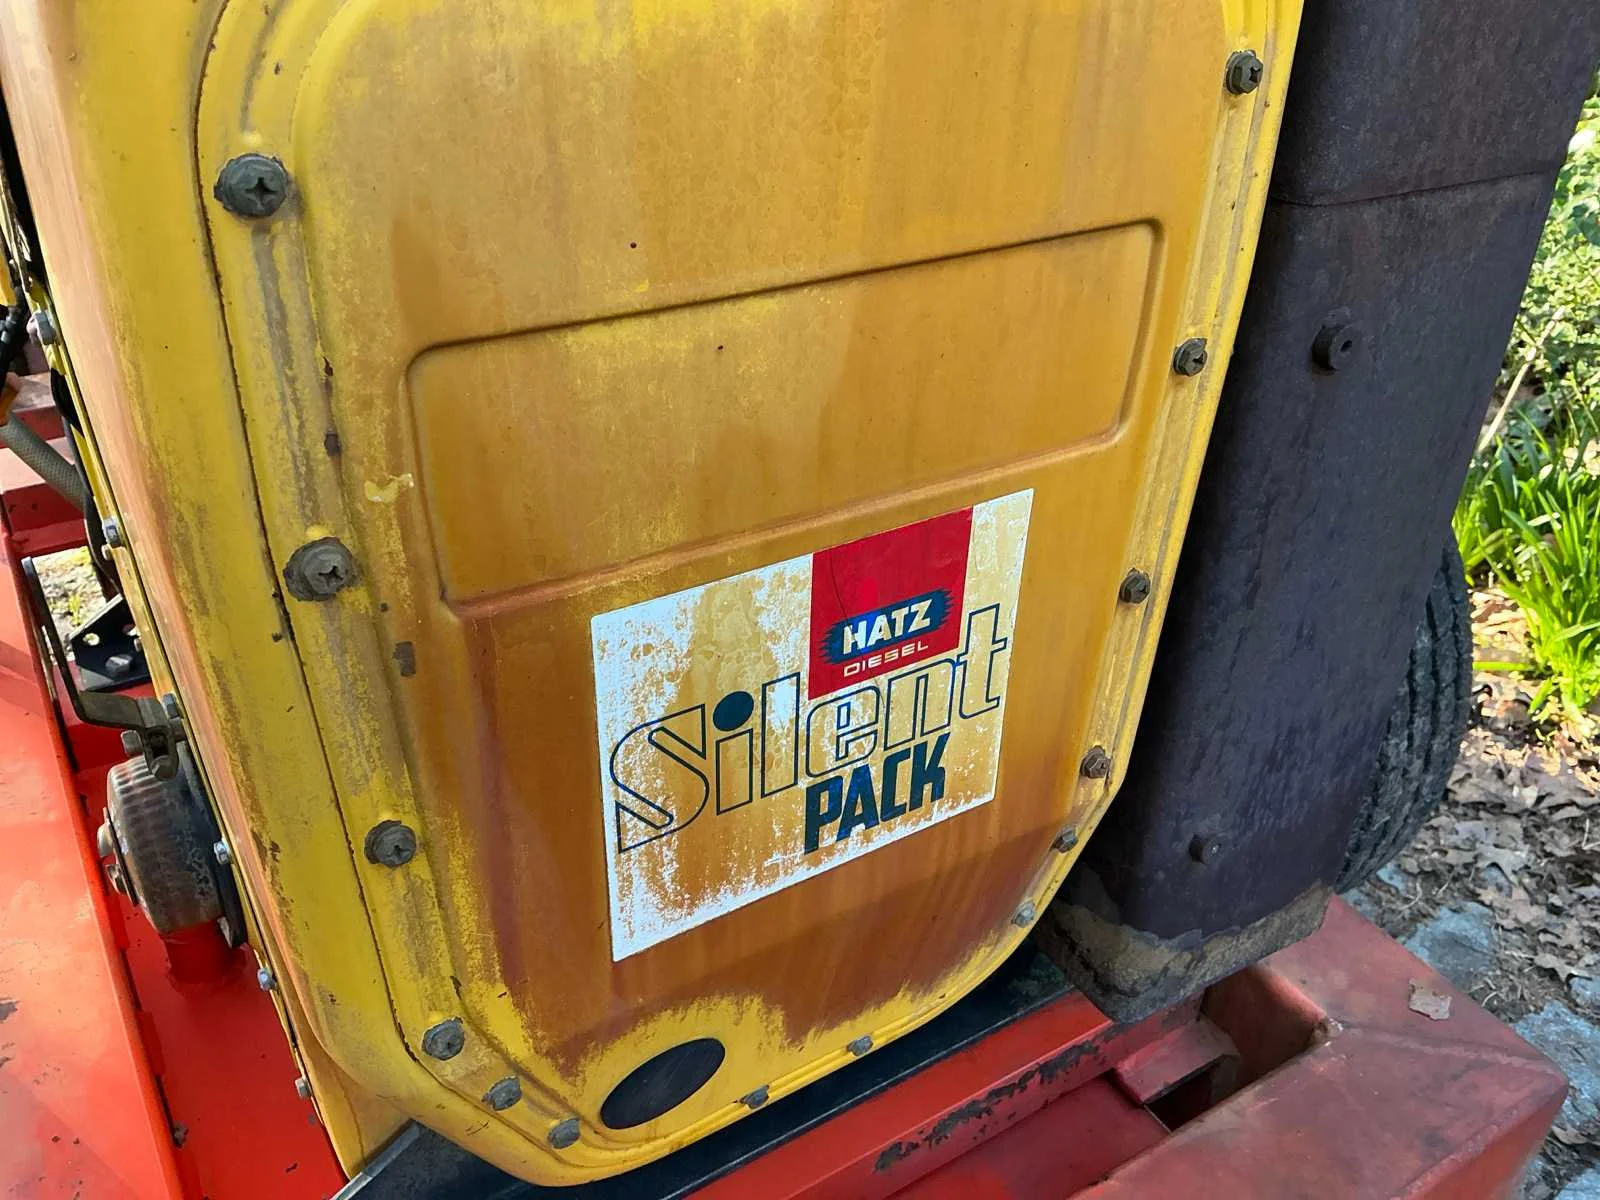 HATZ
DIESEL
Silent
PACK